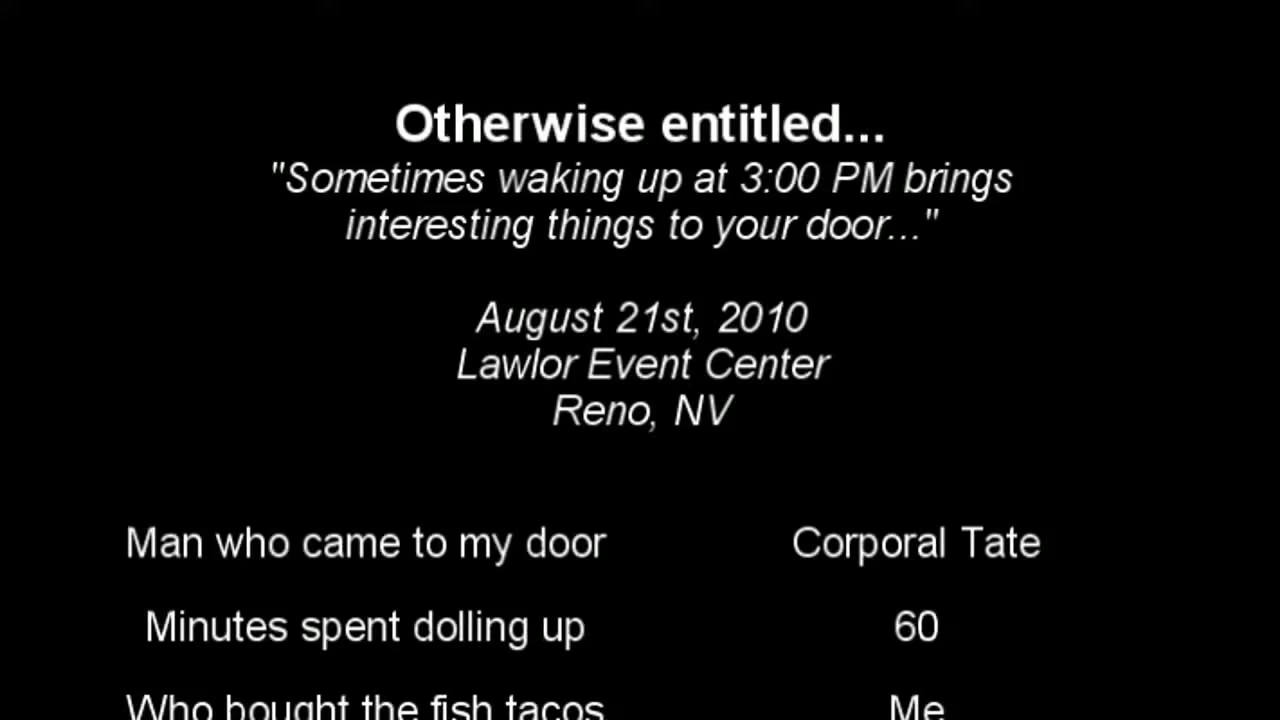 Otherwise entitled...
"Sometimes waking up at 3:00 PM brings
interesting things to your door..."
August 21st, 2010
Lawlor Event Center
Reno, NV
Man who came to my door Corporal Tate
Minutes spent dolling up 60
Who bought the fish tacos Me